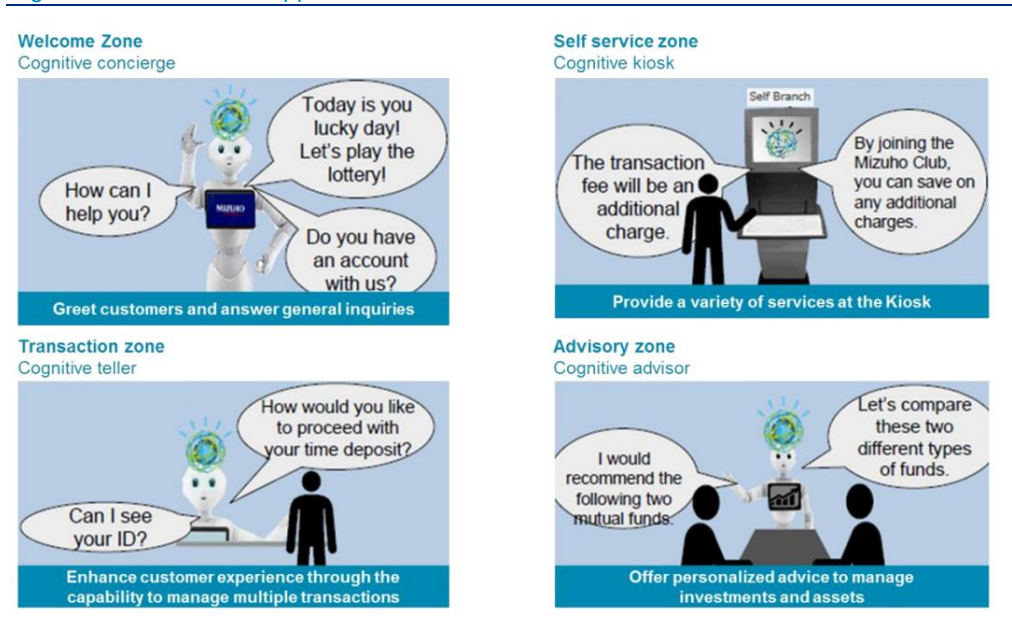 Welcome Zone
Cognitive concierge
How can I
help you?
Today is you
lucky day!
Let's play the
lottery!
MIZUHO
Do you have
an account
with us?
Greet customers and answer general inquiries
Self service zone
Cognitive kiosk
Self Branch
The transaction
fee will be an
additional
charge.
By joining the
Mizuho Club,
you can save on
any additional
charges.
Provide a variety of services at the Kiosk
Transaction zone
Cognitive teller
How would you like
to proceed with
your time deposit?
Can I see
your ID?
Enhance customer experience through the
capability to manage multiple transactions
Advisory zone
Cognitive advisor
I would
recommend the
following two
mutual funds.
Let's compare
these two
different types
of funds.
Offer personalized advice to manage
investments and assets